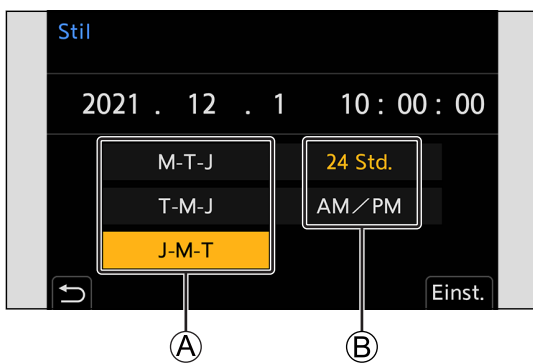 Stil
2021 . 12 . 1 10 : 00 : 00
M-T-J 24 Std.
T-M-J AM／PM
J-M-T
Einst.
A B